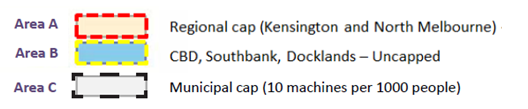 Area A Regional cap (Kensington and North Melbourne)
Area B CBD, Southbank, Docklands – Uncapped
Area C Municipal cap (10 machines per 1000 people)